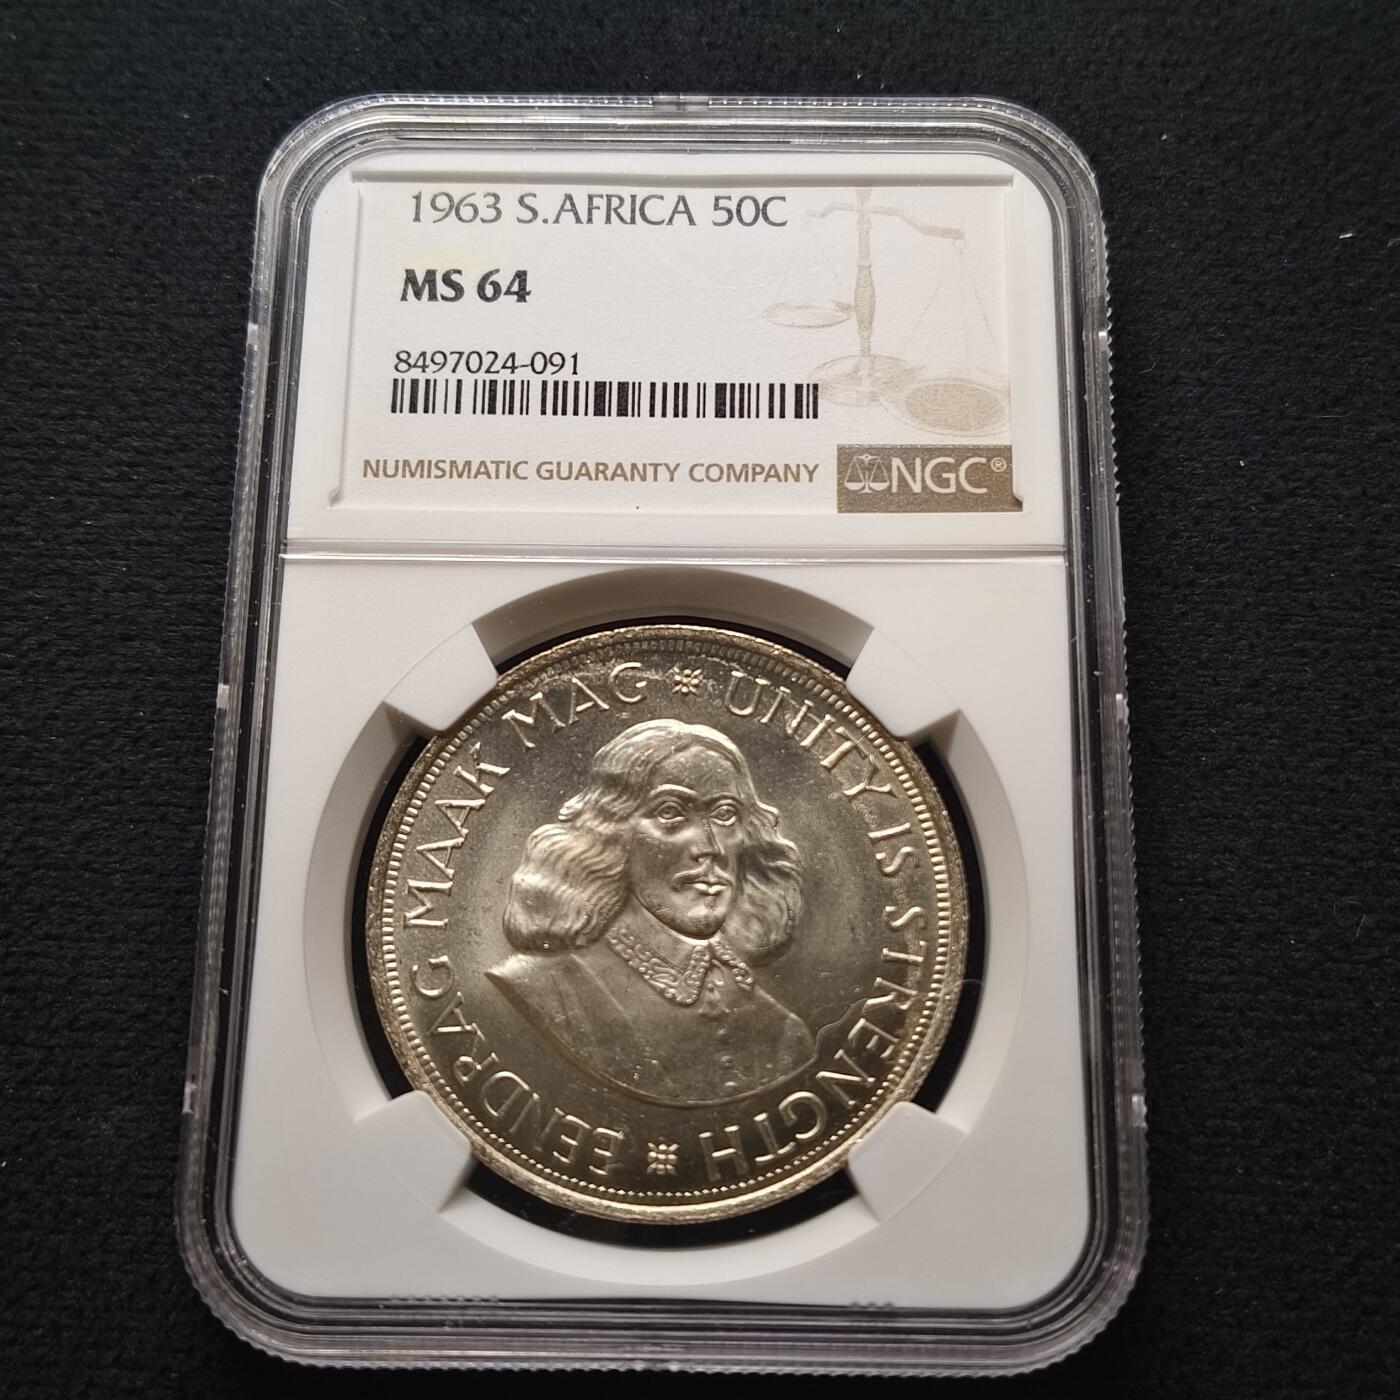 1963 S.AFRICA 50C
MS 64
8497024-091
NUMISMATIC GUARANTY COMPANY
NGC®
EENDRAG MAAK MAG
UNITY IS STRENGTH